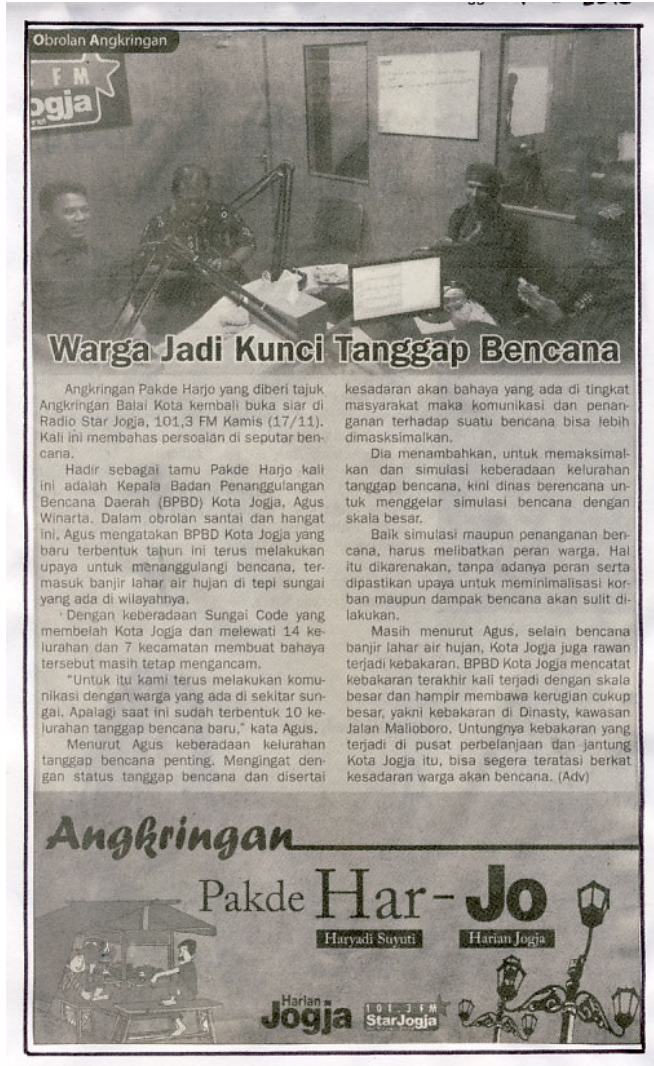 Obrolan Angkringan
FM
ogja
Warga Jadi Kunci Tanggap Bencana
Angkringan Pakde Harjo yang diberi tajuk
Angkringan Balai Kota kembali buka siar di
Radio Star Jogja, 101,3 FM Kamis (17/11).
Kali ini membahas persoalan di seputar ben-
cana.
Hadir sebagai tamu Pakde Harjo kali
ini adalah Kepala Badan Penanggulangan
Bencana Daerah (BPBD) Kota Jogja, Agus
Winarta. Dalam obrolan santai dan hangat
ini, Agus mengatakan BPBD Kota Jogja yang
baru terbentuk tahun ini terus melakukan
upaya untuk menanggulangi bencana, ter-
masuk banjir lahar air hujan di tepi sungai
yang ada di wilayahnya.
Dengan keberadaan Sungai Code yang
membelah Kota Jogja dan melewati 14 ke-
lurahan dan 7 kecamatan membuat bahaya
tersebut masih tetap mengancam.
"Untuk itu kami terus melakukan komu-
nikasi dengan warga yang ada di sekitar sun-
gai. Apalagi saat ini sudah terbentuk 10 ke-
lurahan tanggap bencana baru," kata Agus.
Menurut Agus keberadaan kelurahan
tanggap bencana penting. Mengingat den-
gan status tanggap bencana dan disertai
kesadaran akan bahaya yang ada di tingkat
masyarakat maka komunikasi dan penan-
ganan terhadap suatu bencana bisa lebih
dimasksimalkan.
Dia menambahkan, untuk memaksimal-
kan dan simulasi keberadaan kelurahan
tanggap bencana, kini dinas berencana un-
tuk menggelar simulasi bencana dengan
skala besar.
Baik simulasi maupun penanganan ben-
cana, harus melibatkan peran warga. Hal
itu dikarenakan, tanpa adanya peran serta
dipastikan upaya untuk meminimalisasi kor-
ban maupun dampak bencana akan sulit di-
lakukan.
Masih menurut Agus, selain bencana
banjir lahar air hujan, Kota Jogja juga rawan
terjadi kebakaran. BPBD Kota Jogja mencatat
kebakaran terakhir kali terjadi dengan skala
besar dan hampir membawa kerugian cukup
besar, yakni kebakaran di Dinasty, kawasan
Jalan Malioboro. Untungnya kebakaran yang
terjadi di pusat perbelanjaan dan jantung
Kota Jogja itu, bisa segera teratasi berkat
kesadaran warga akan bencana. (Adv)
Angkringan
Pakde Har-Jo
Haryadi Suyuti Harian Jogja
Harian
Jogja
101.3 FM
StarJogja